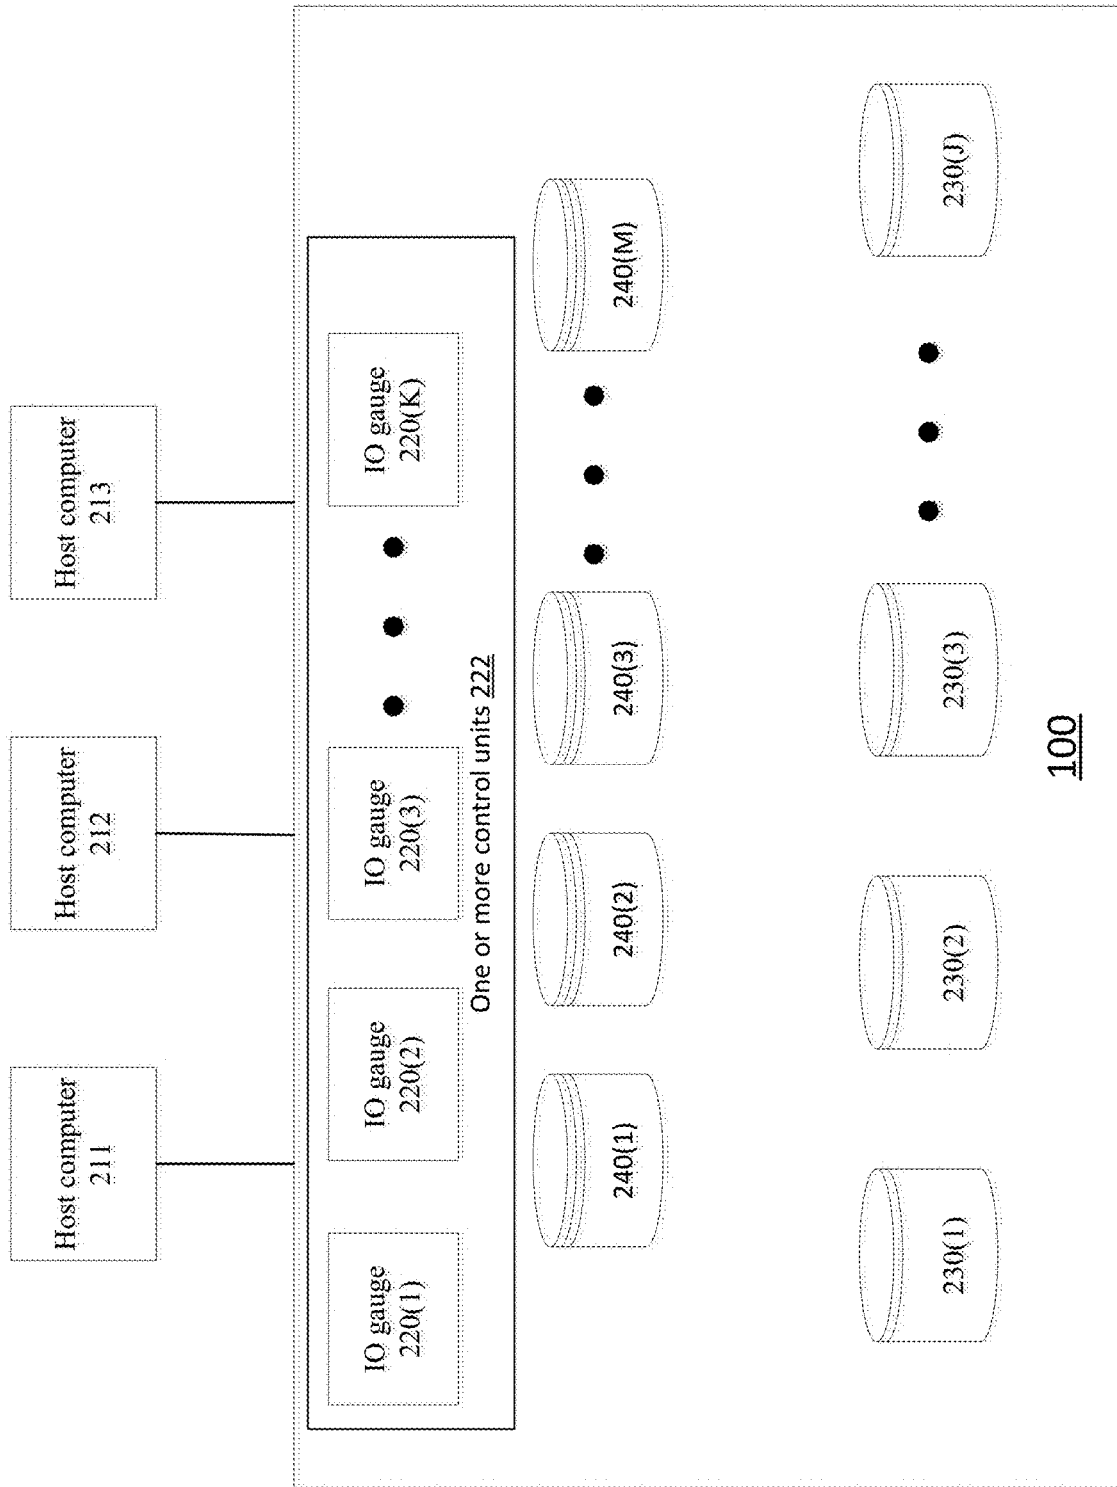 Host computer
211
Host computer
212
Host computer
213
IO gauge
220(1)
IO gauge
220(2)
IO gauge
220(3)
IO gauge
220(K)
One or more control units 222
240(1)
240(2)
240(3)
240(M)
230(1)
230(2)
230(3)
230(J)
100